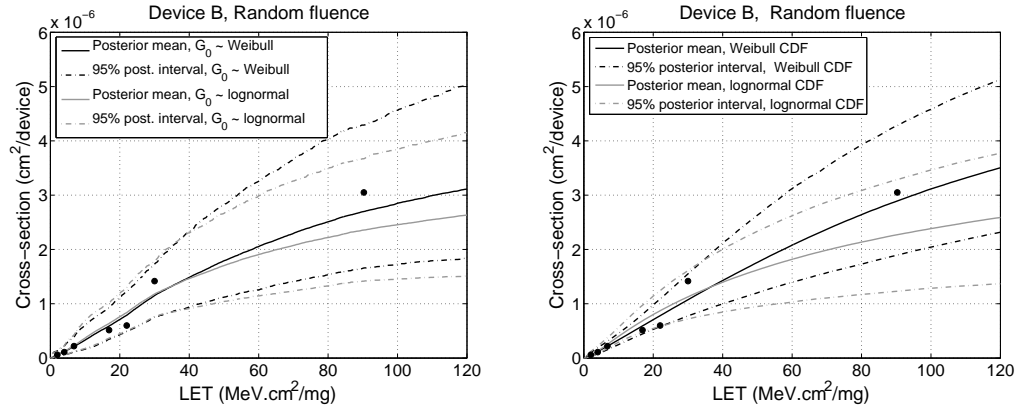 Device B, Random fluence
x 10^-6
Cross−section (cm^2/device)
6
5
4
3
2
1
0
Posterior mean, G_0 ~ Weibull
95% post. interval, G_0 ~ Weibull
Posterior mean, G_0 ~ lognormal
95% post. interval, G_0 ~ lognormal
0 20 40 60 80 100 120
LET (MeV.cm^2/mg)
Device B, Random fluence
x 10^-6
Cross−section (cm^2/device)
6
5
4
3
2
1
0
Posterior mean, Weibull CDF
95% posterior interval, Weibull CDF
Posterior mean, lognormal CDF
95% posterior interval, lognormal CDF
0 20 40 60 80 100 120
LET (MeV.cm^2/mg)